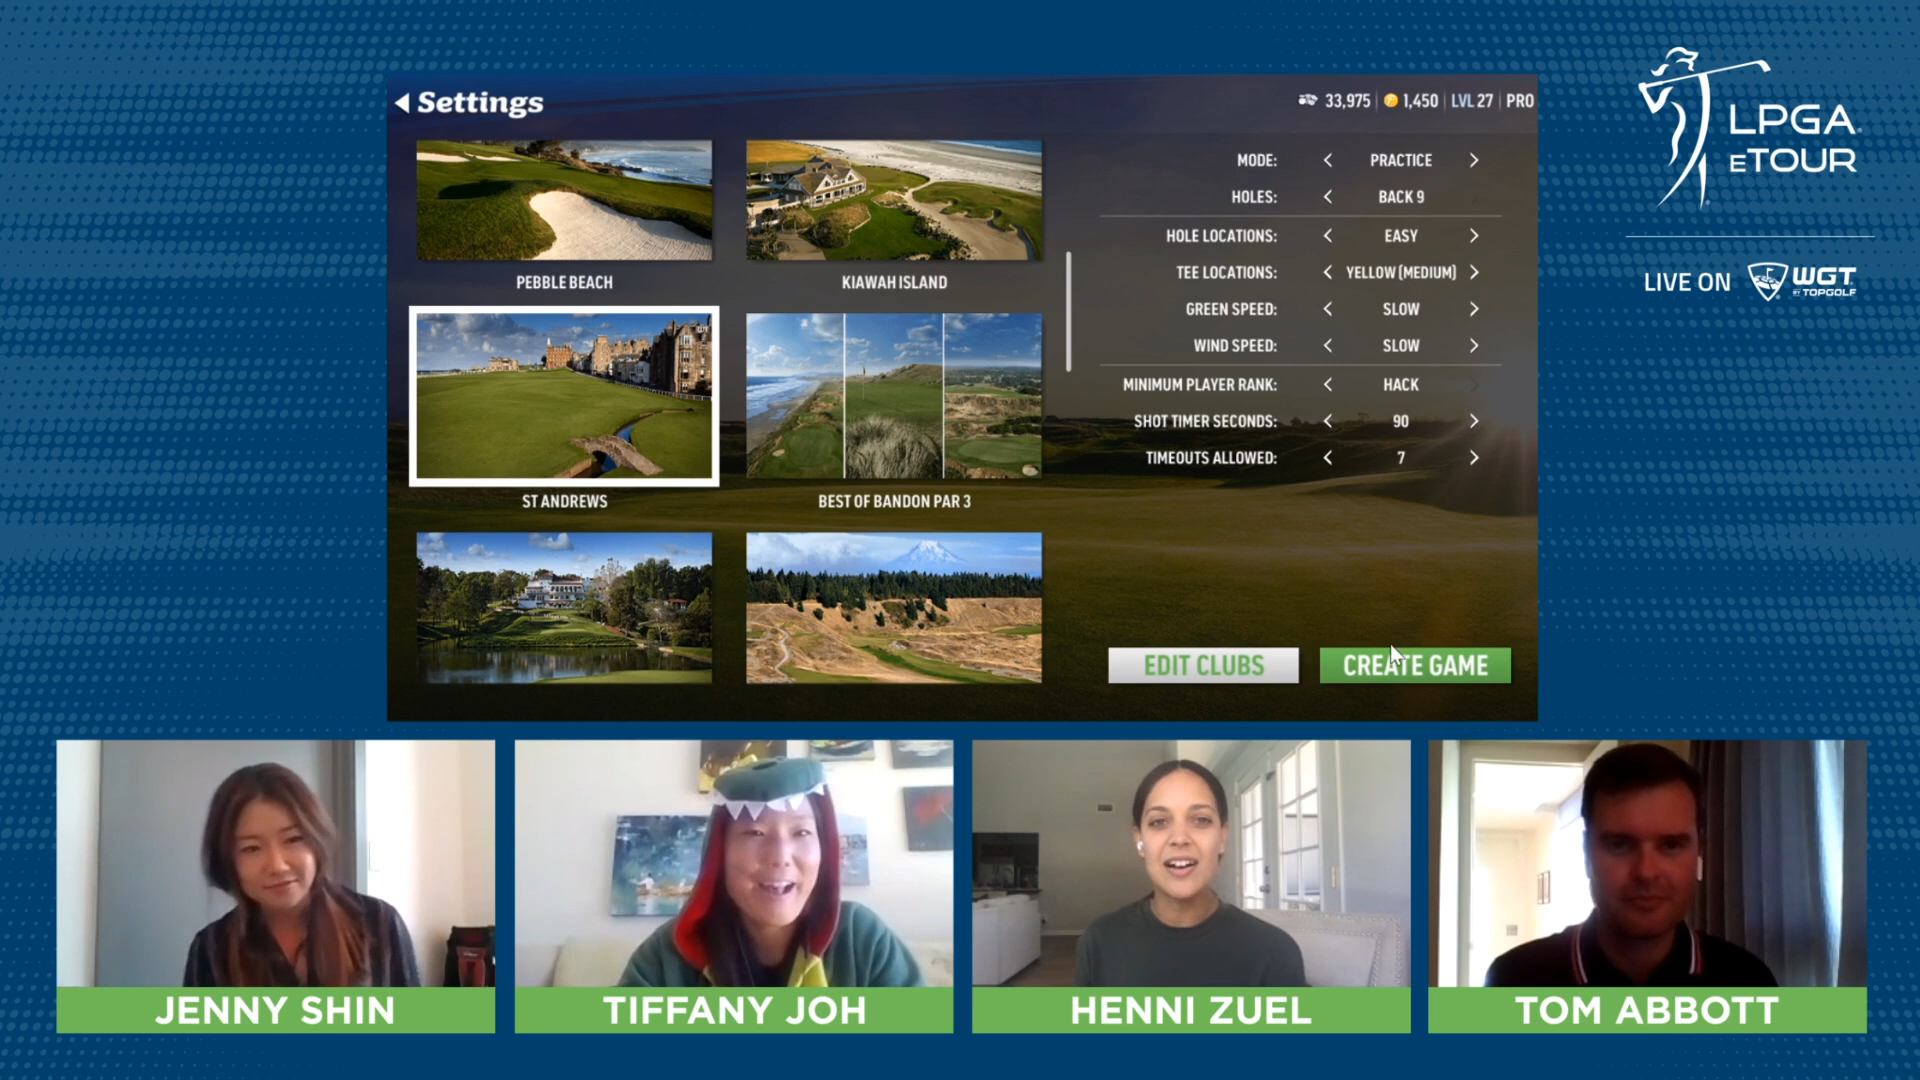 Settings
33,975 1,450 LVL 27 PRO
PEBBLE BEACH
KIAWAH ISLAND
ST ANDREWS
BEST OF BANDON PAR 3
MODE: PRACTICE
HOLES: BACK 9
HOLE LOCATIONS: EASY
TEE LOCATIONS: YELLOW (MEDIUM)
GREEN SPEED: SLOW
WIND SPEED: SLOW
MINIMUM PLAYER RANK: HACK
SHOT TIMER SECONDS: 90
TIMEOUTS ALLOWED: 7
EDIT CLUBS
CREATE GAME
LPGA
eTOUR
LIVE ON WGT
BY TOPGOLF
JENNY SHIN
TIFFANY JOH
HENNI ZUEL
TOM ABBOTT